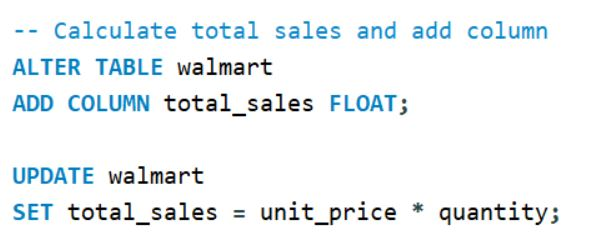 -- Calculate total sales and add column
ALTER TABLE walmart
ADD COLUMN total_sales FLOAT;
UPDATE walmart
SET total_sales = unit_price * quantity;